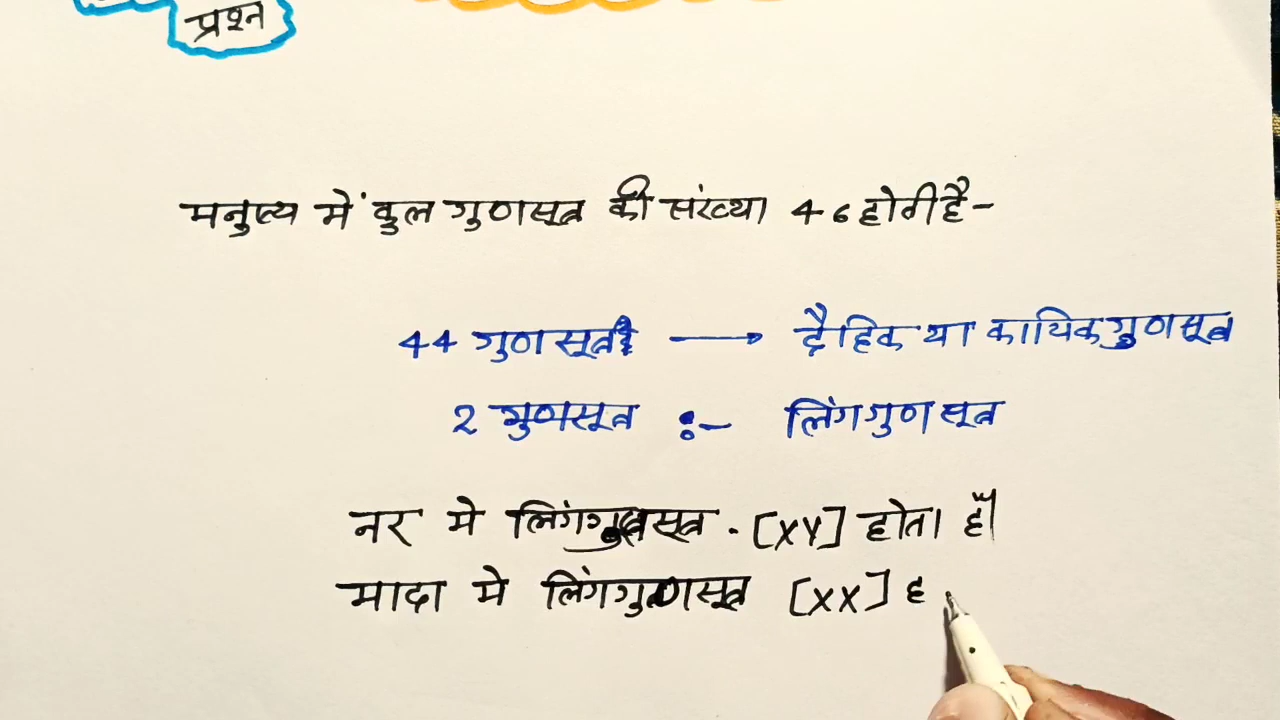 प्रश्न
मनुष्य में कुल गुणसूत्र की संख्या 46 होती है-
44 गुणसूत्र → दैहिक या कायिक गुणसूत्र
2 गुणसूत्र :- लिंगगुणसूत्र
नर मे लिंगगुणसूत्र . [XY] होता है।
मादा मे लिंगगुणसूत्र [XX] ह